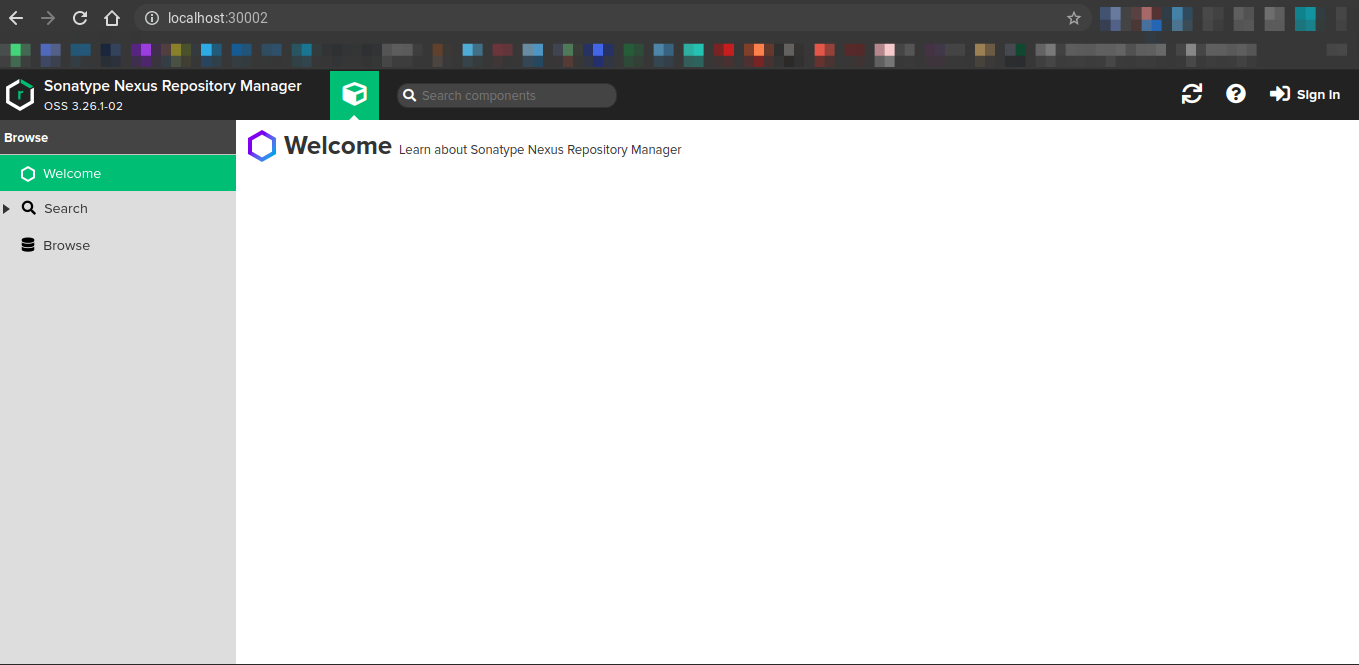 localhost:30002
Sonatype Nexus Repository Manager
OSS 3.26.1-02
Search components
Sign In
Browse
Welcome
Search
Browse
Welcome Learn about Sonatype Nexus Repository Manager